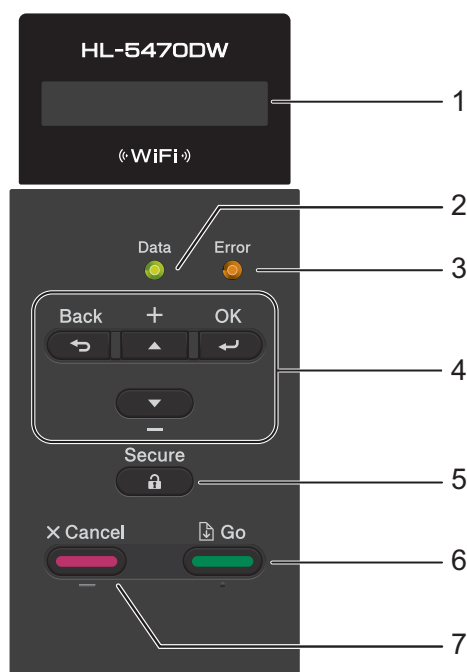 HL-5470DW
WiFi
1
2
Data Error
3
Back + OK
4
Secure
5
× Cancel Go
6
7